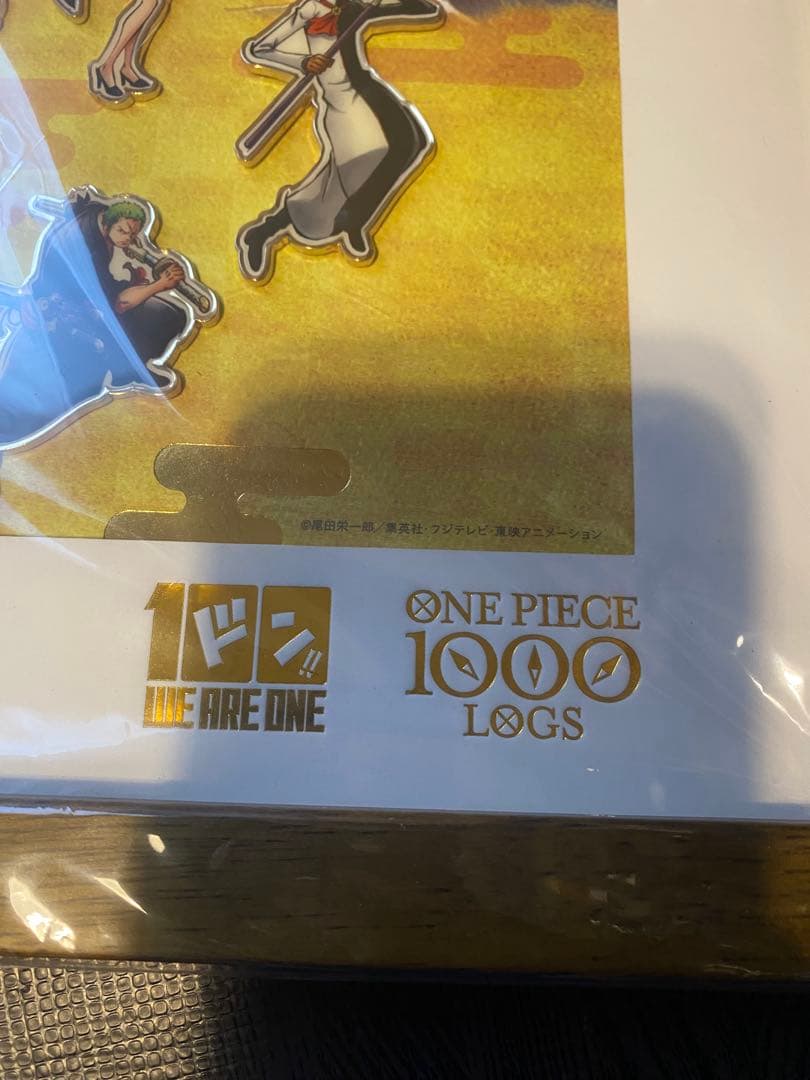 ©尾田栄一郎／集英社・フジテレビ・東映アニメーション
1ドン!!
WE ARE ONE
ONE PIECE
1000
LOGS